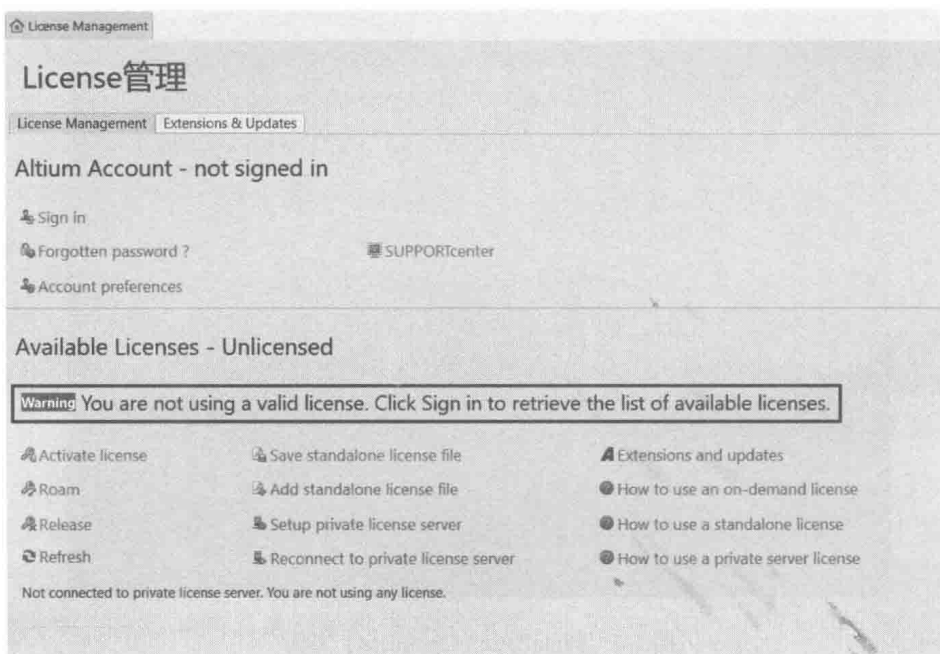 License Management
License管理
License Management Extensions & Updates
Altium Account - not signed in
Sign in
Forgotten password ? SUPPORTcenter
Account preferences
Available Licenses - Unlicensed
Warning You are not using a valid license. Click Sign in to retrieve the list of available licenses.
Activate license Save standalone license file Extensions and updates
Roam Add standalone license file How to use an on-demand license
Release Setup private license server How to use a standalone license
Refresh Reconnect to private license server How to use a private server license
Not connected to private license server. You are not using any license.